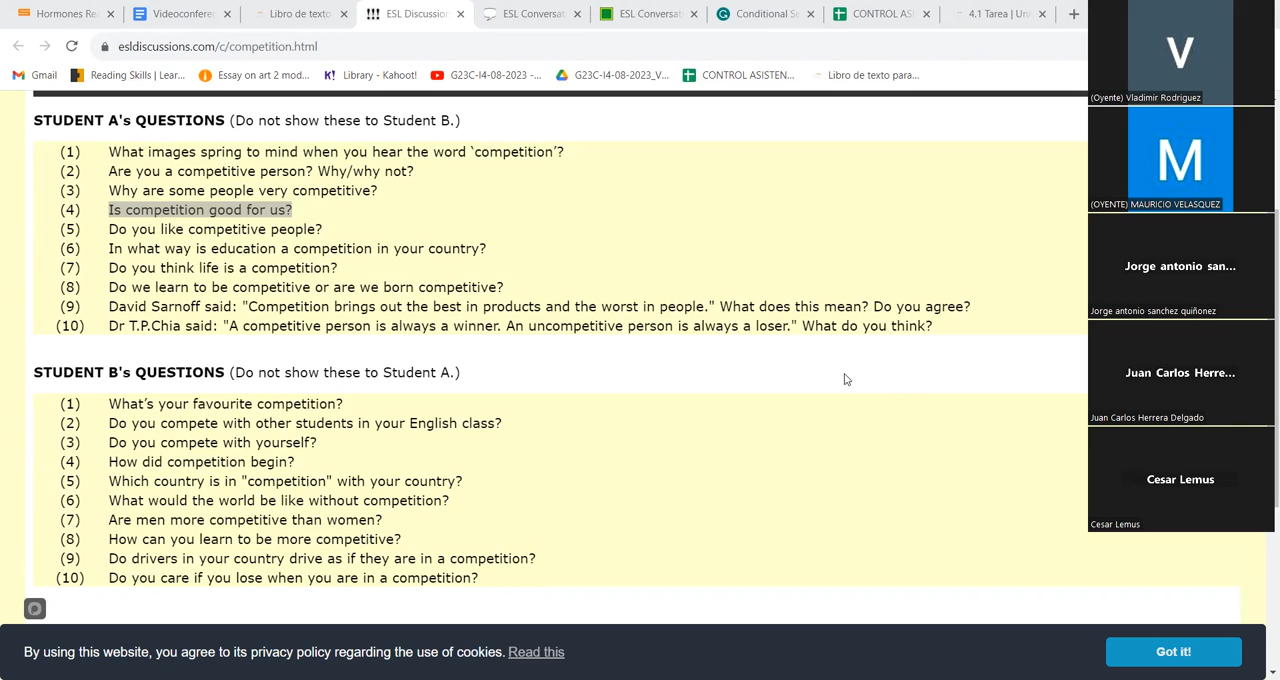 Hormones Re
Videoconferen
Libro de texto
ESL Discussion
ESL Conversat
ESL Conversat
Conditional Se
CONTROL AS
4.1 Tarea | Un
esldiscussions.com/c/competition.html
Gmail
Reading Skills | Lear...
Essay on art 2 mod...
Library - Kahoot!
G23C-I4-08-2023 -...
G23C-I4-08-2023_V...
CONTROL ASISTEN...
Libro de texto para...
STUDENT A's QUESTIONS (Do not show these to Student B.)
(1) What images spring to mind when you hear the word ‘competition’?
(2) Are you a competitive person? Why/why not?
(3) Why are some people very competitive?
(4) Is competition good for us?
(5) Do you like competitive people?
(6) In what way is education a competition in your country?
(7) Do you think life is a competition?
(8) Do we learn to be competitive or are we born competitive?
(9) David Sarnoff said: "Competition brings out the best in products and the worst in people." What does this mean? Do you agree?
(10) Dr T.P.Chia said: "A competitive person is always a winner. An uncompetitive person is always a loser." What do you think?
STUDENT B's QUESTIONS (Do not show these to Student A.)
(1) What’s your favourite competition?
(2) Do you compete with other students in your English class?
(3) Do you compete with yourself?
(4) How did competition begin?
(5) Which country is in "competition" with your country?
(6) What would the world be like without competition?
(7) Are men more competitive than women?
(8) How can you learn to be more competitive?
(9) Do drivers in your country drive as if they are in a competition?
(10) Do you care if you lose when you are in a competition?
By using this website, you agree to its privacy policy regarding the use of cookies. Read this
Got it!
V
(Oyente) Vladimir Rodriguez
M
(OYENTE) MAURICIO VELASQUEZ
Jorge antonio san...
Jorge antonio sanchez quiñonez
Juan Carlos Herre...
Juan Carlos Herrera Delgado
Cesar Lemus
Cesar Lemus